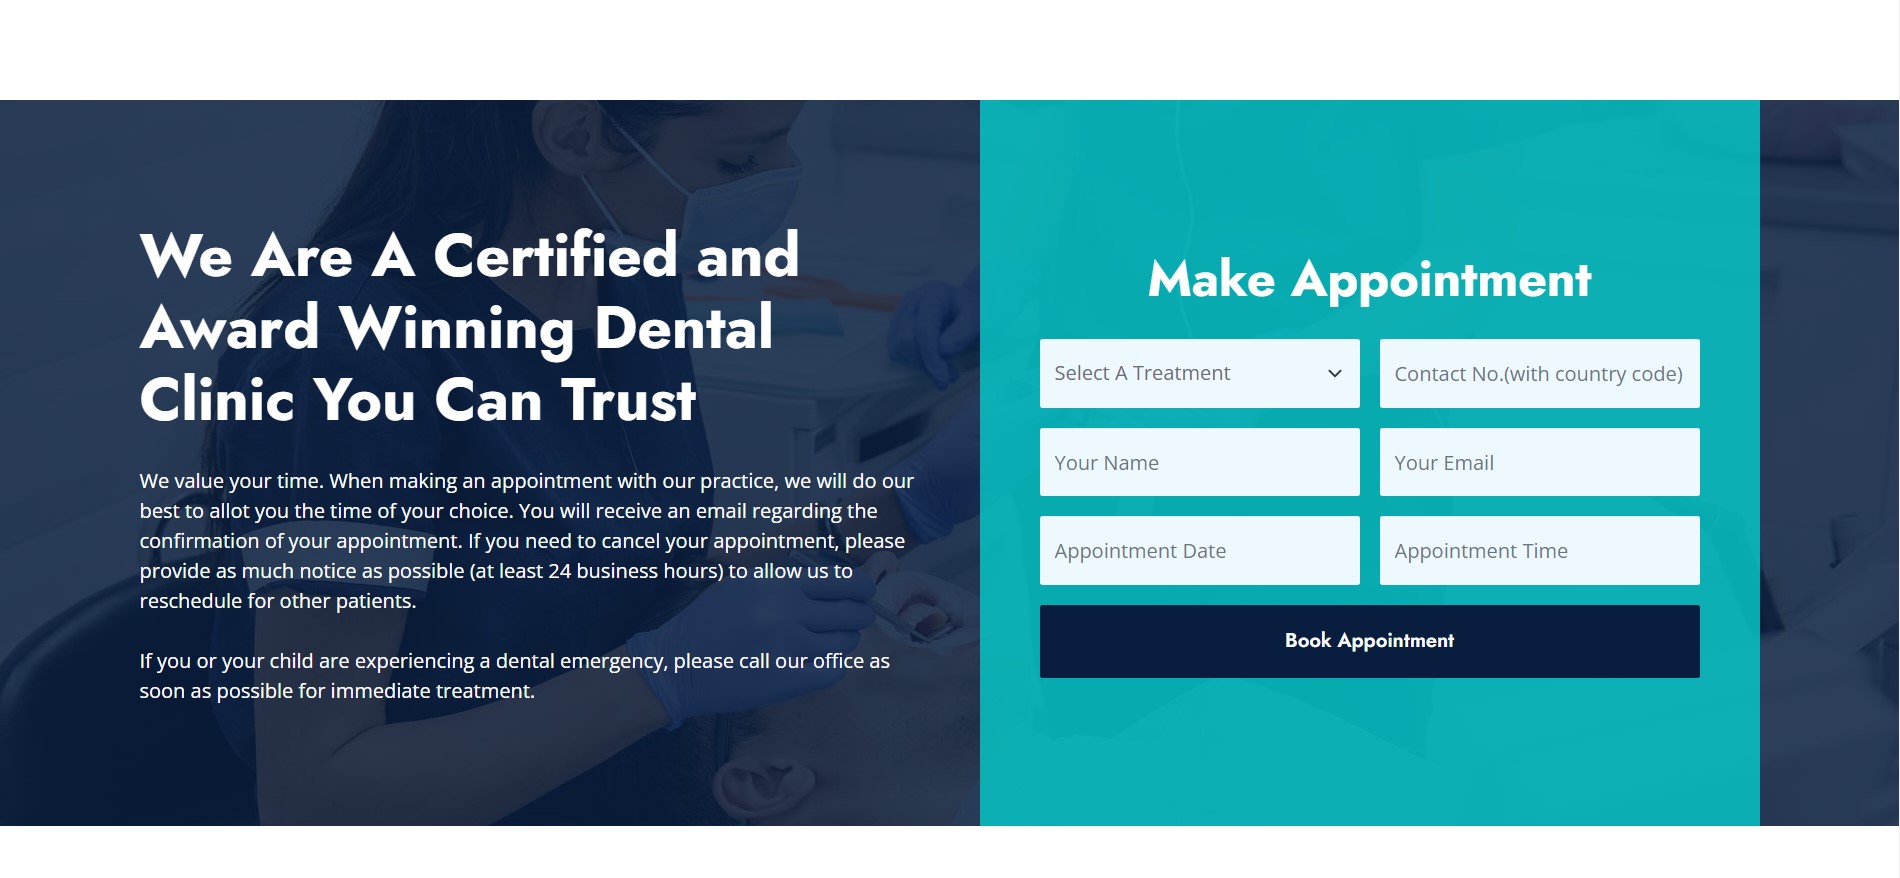 We Are A Certified and
Award Winning Dental
Clinic You Can Trust
We value your time. When making an appointment with our practice, we will do our
best to allot you the time of your choice. You will receive an email regarding the
confirmation of your appointment. If you need to cancel your appointment, please
provide as much notice as possible (at least 24 business hours) to allow us to
reschedule for other patients.
If you or your child are experiencing a dental emergency, please call our office as
soon as possible for immediate treatment.
Make Appointment
Select A Treatment
Contact No.(with country code)
Your Name
Your Email
Appointment Date
Appointment Time
Book Appointment